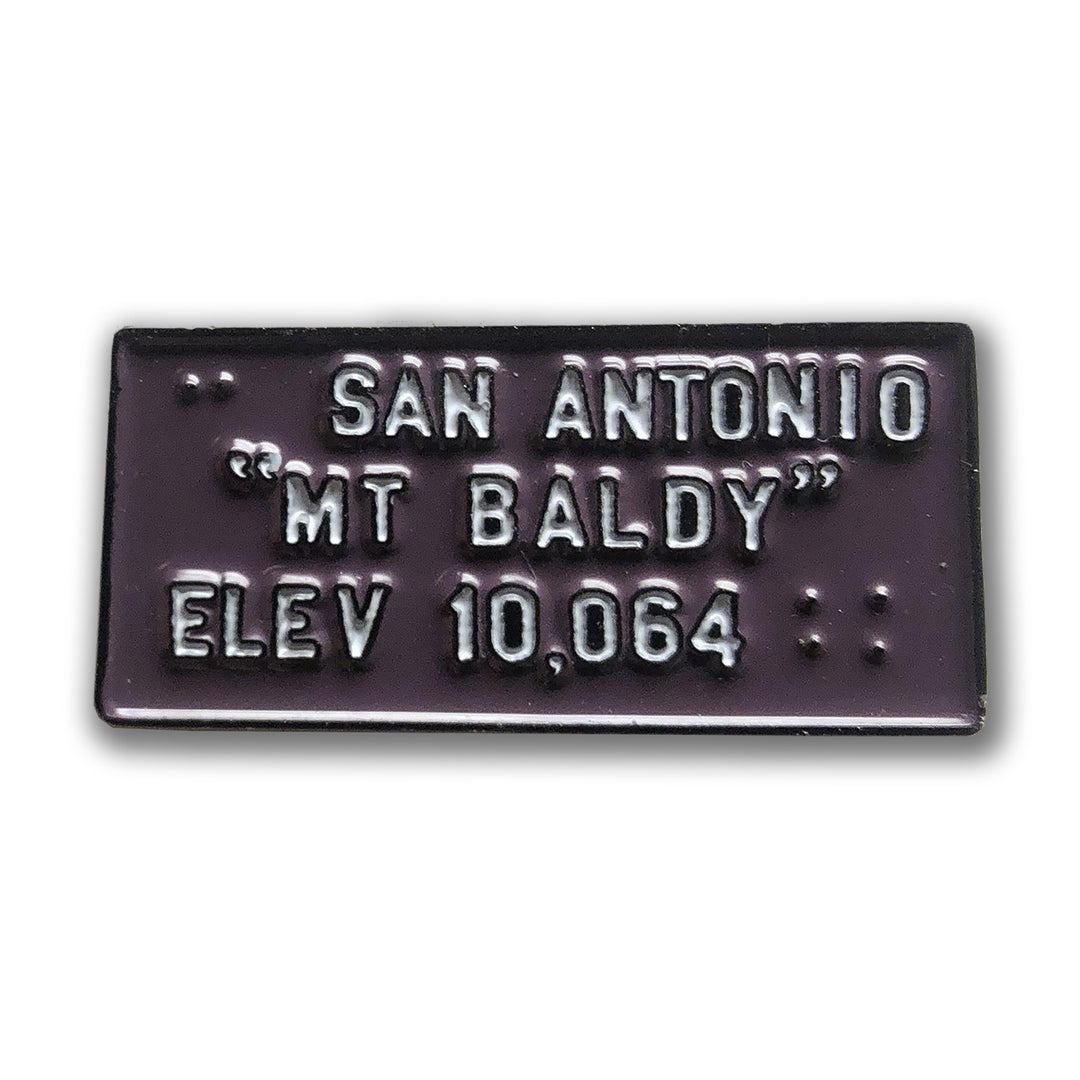 SAN ANTONIO
“MT BALDY”
ELEV 10,064